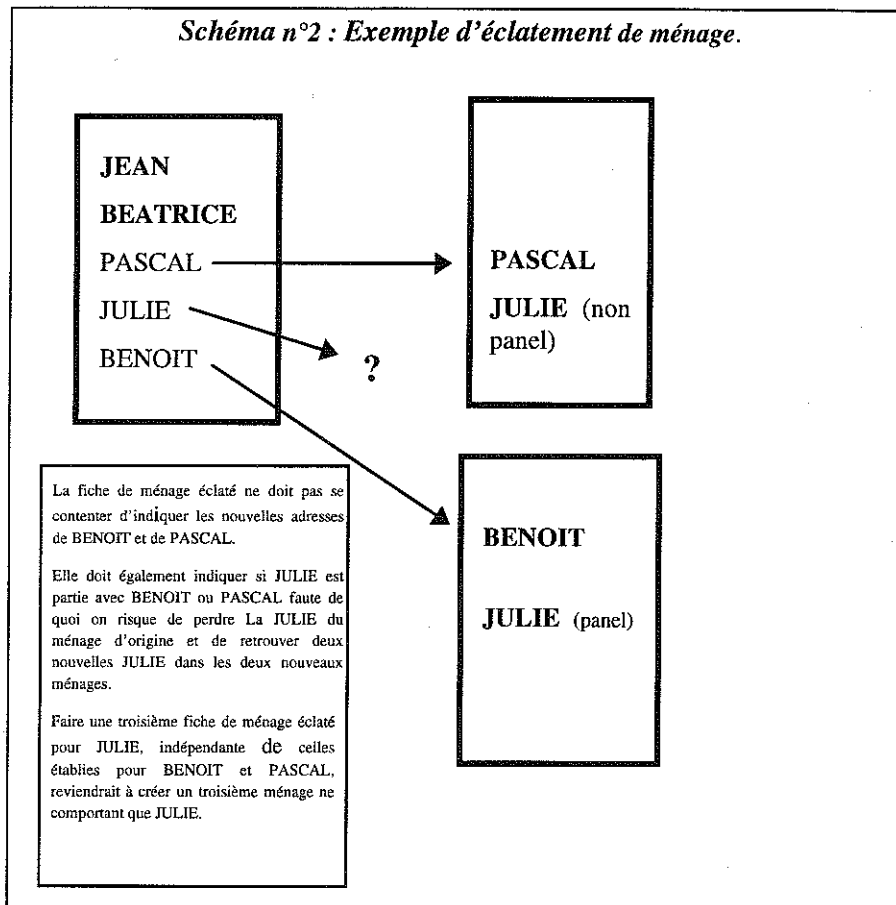 Schéma n°2 : Exemple d'éclatement de ménage.
JEAN
BEATRICE
PASCAL
JULIE
BENOIT
?
PASCAL
JULIE (non
panel)
BENOIT
JULIE (panel)
La fiche de ménage éclaté ne doit pas se
contenter d'indiquer les nouvelles adresses
de BENOIT et de PASCAL.
Elle doit également indiquer si JULIE est
partie avec BENOIT ou PASCAL faute de
quoi on risque de perdre La JULIE du
ménage d'origine et de retrouver deux
nouvelles JULIE dans les deux nouveaux
ménages.
Faire une troisième fiche de ménage éclaté
pour JULIE, indépendante de celles
établies pour BENOIT et PASCAL,
reviendrait à créer un troisième ménage ne
comportant que JULIE.